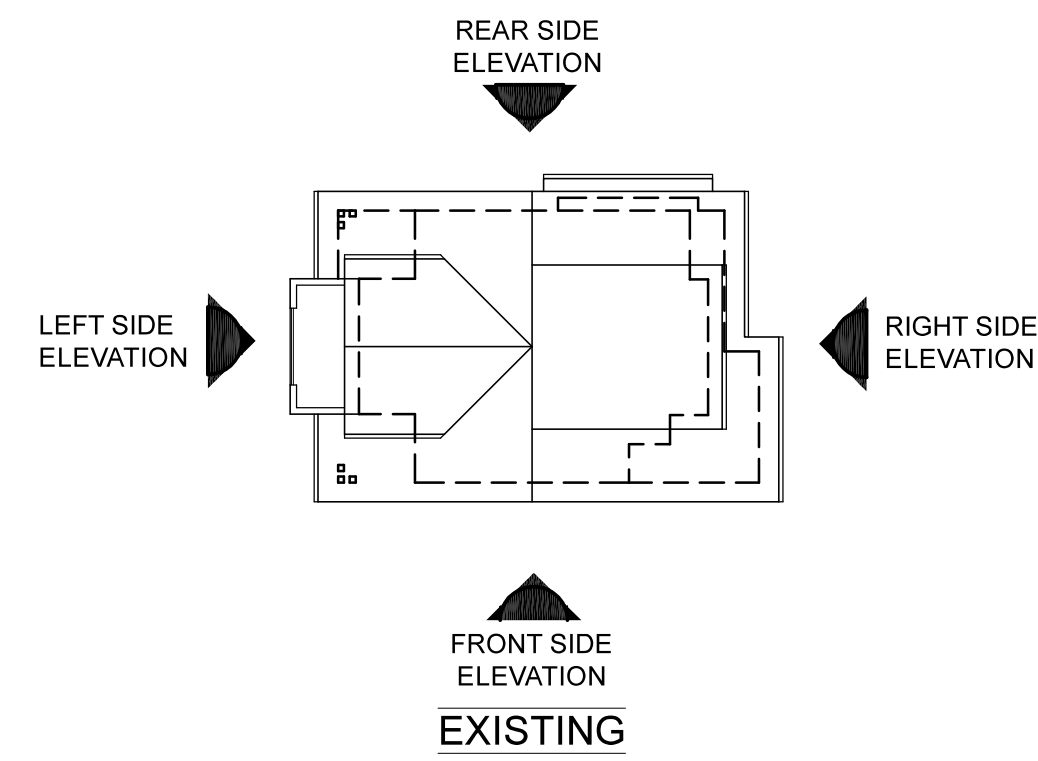 REAR SIDE
ELEVATION
LEFT SIDE
ELEVATION
RIGHT SIDE
ELEVATION
FRONT SIDE
ELEVATION
EXISTING